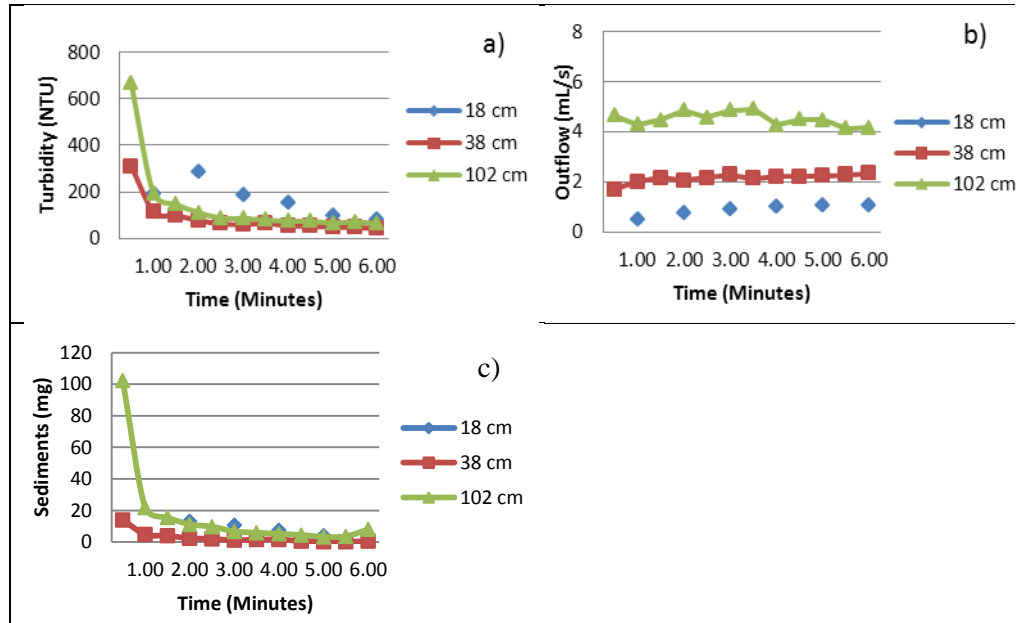 a)
Turbidity (NTU)
800
600
400
200
0
1.00 2.00 3.00 4.00 5.00 6.00
Time (Minutes)
18 cm
38 cm
102 cm
b)
Outflow (mL/s)
8
6
4
2
0
1.00 2.00 3.00 4.00 5.00 6.00
Time (Minutes)
18 cm
38 cm
102 cm
c)
Sediments (mg)
120
100
80
60
40
20
0
1.00 2.00 3.00 4.00 5.00 6.00
Time (Minutes)
18 cm
38 cm
102 cm